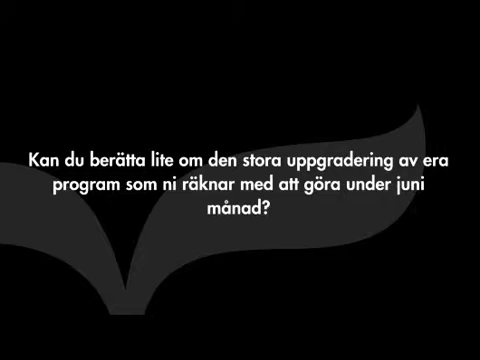 Kan du berätta lite om den stora uppgradering av era
program som ni räknar med att göra under juni
månad?